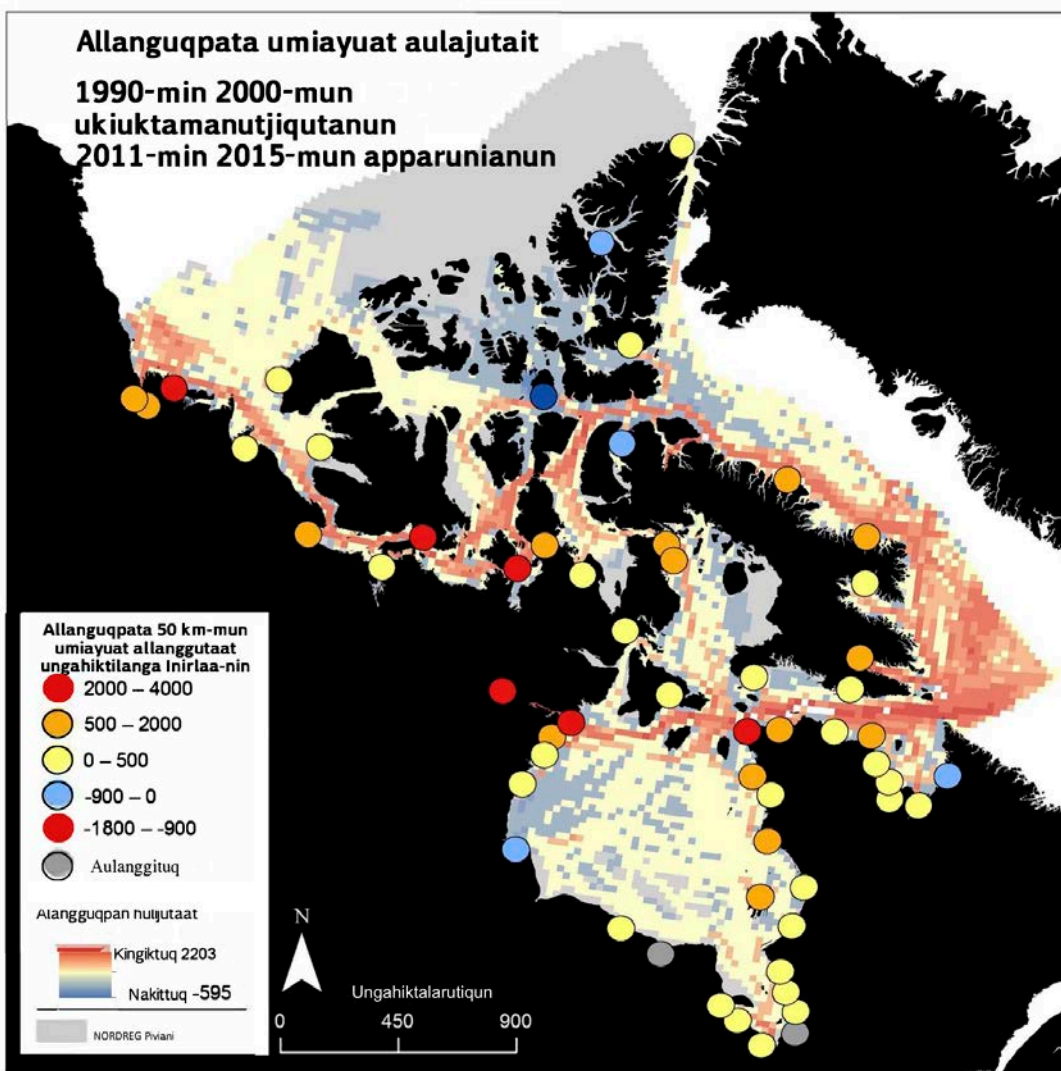 Allanguqpata umiayuat aulajutait
1990-min 2000-mun
ukiuktamanutjiqutanun
2011-min 2015-mun apparunianun
Allanguqpata 50 km-mun
umiayuat allanggutaat
ungahiktilanga Inirlaa-nin
2000 – 4000
500 – 2000
0 – 500
-900 – 0
-1800 – -900
Aulanggituq
Alangguqpan hulijutaat
Kingiktuq 2203
Nakittuq -595
NORDREG Piviani
N
Ungahiktalarutiqun
0 450 900